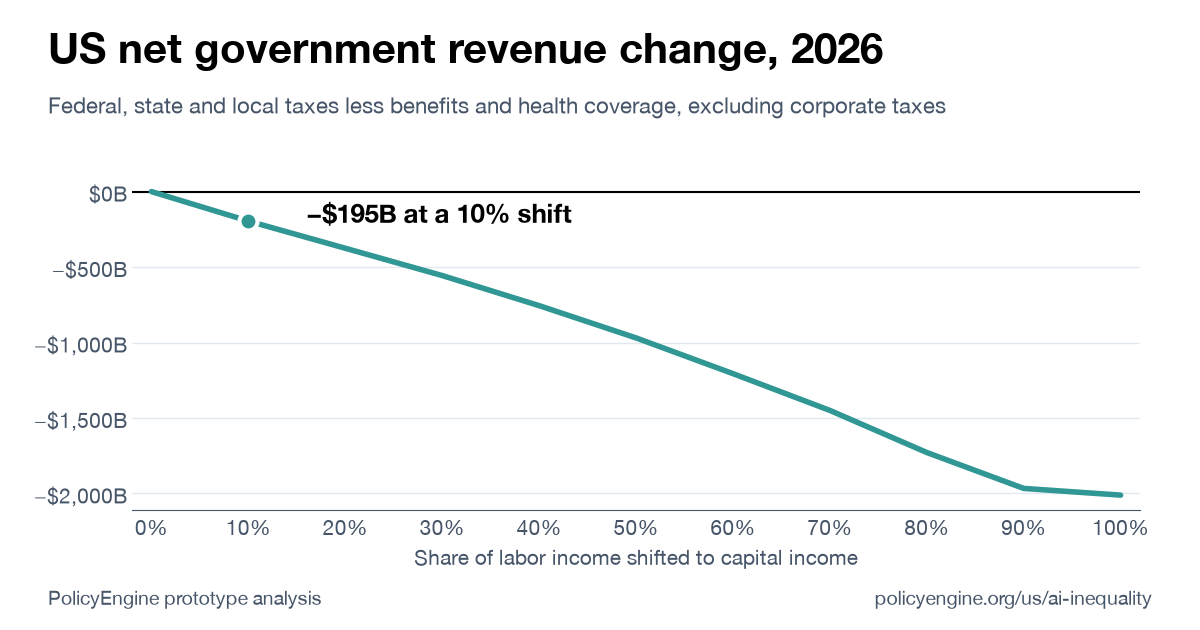 US net government revenue change, 2026
Federal, state and local taxes less benefits and health coverage, excluding corporate taxes
$0B
–$195B at a 10% shift
–$500B
–$1,000B
–$1,500B
–$2,000B
0% 10% 20% 30% 40% 50% 60% 70% 80% 90% 100%
Share of labor income shifted to capital income
PolicyEngine prototype analysis
policyengine.org/us/ai-inequality